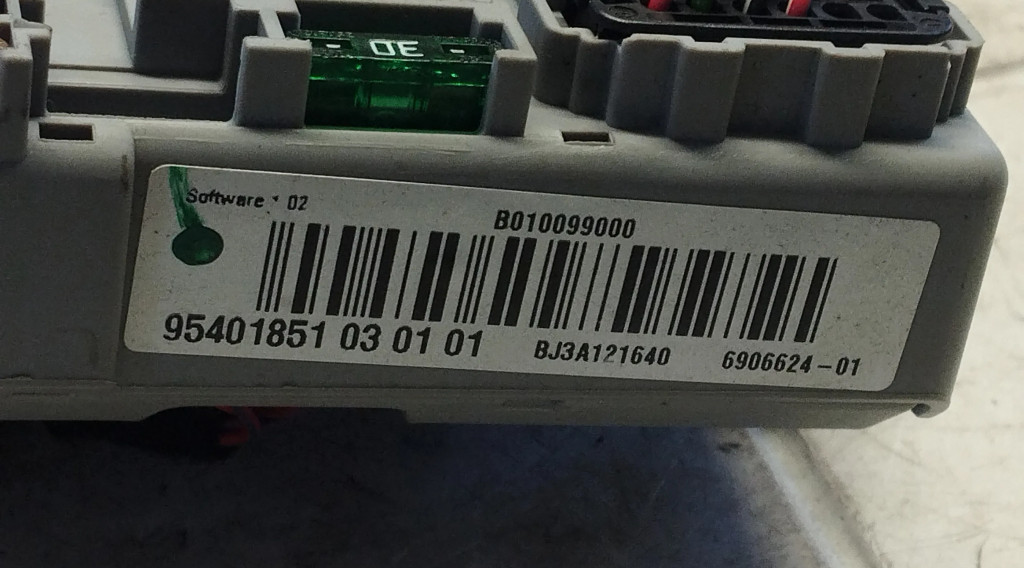 - 30 -
Software * 02
B010099000
95401851 03 01 01
BJ3A121640
6906624-01